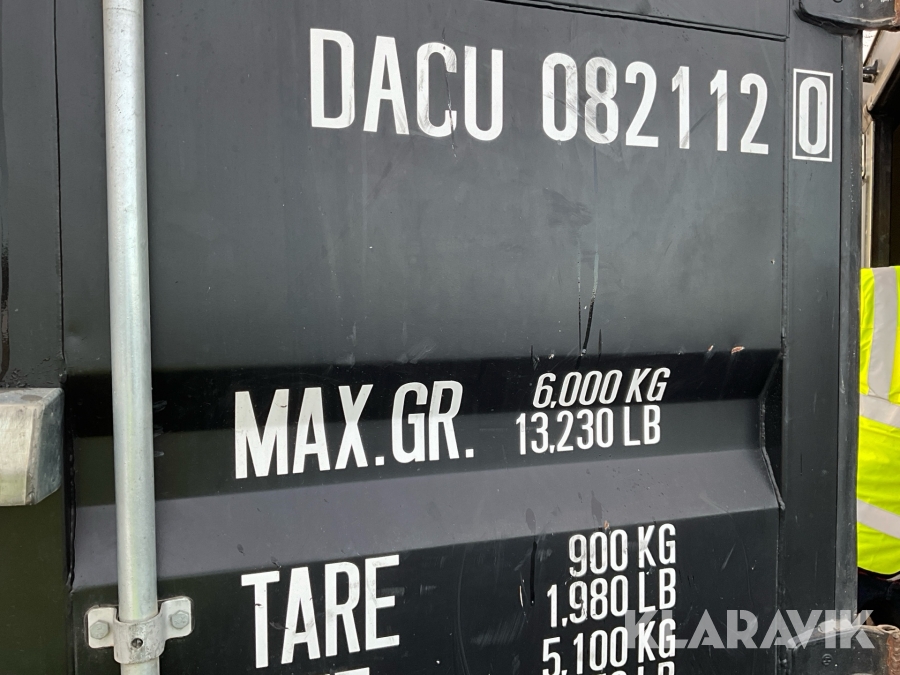 DACU 082112 0
MAX.GR. 6,000 KG
13,230 LB
TARE 900 KG
1,980 LB
5,100 KG
LB
KLARAVIK